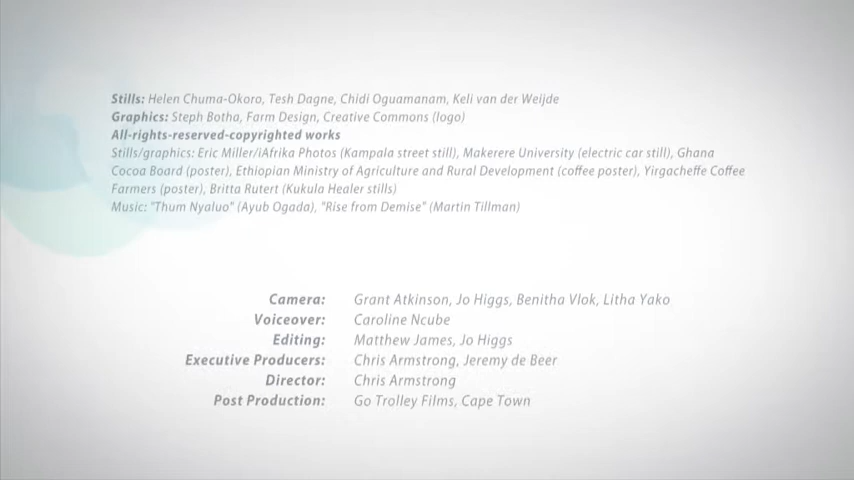 Stills: Helen Chuma-Okoro, Tesh Dagne, Chidi Oguamanam, Keli van der Weijde
Graphics: Steph Botha, Farm Design, Creative Commons (logo)
All-rights-reserved-copyrighted works
Stills/graphics: Eric Miller/iAfrika Photos (Kampala street still), Makerere University (electric car still), Ghana
Cocoa Board (poster), Ethiopian Ministry of Agriculture and Rural Development (coffee poster), Yirgacheffe Coffee
Farmers (poster), Britta Rutert (Kukula Healer stills)
Music: "Thum Nyaluo" (Ayub Ogada), "Rise from Demise" (Martin Tillman)
Camera: Grant Atkinson, Jo Higgs, Benitha Vlok, Litha Yako
Voiceover: Caroline Ncube
Editing: Matthew James, Jo Higgs
Executive Producers: Chris Armstrong, Jeremy de Beer
Director: Chris Armstrong
Post Production: Go Trolley Films, Cape Town